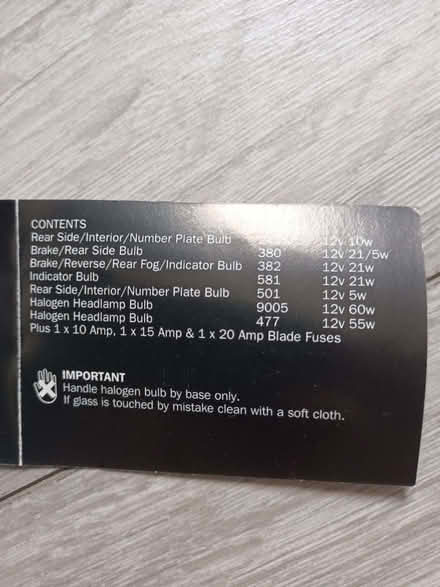 CONTENTS
Rear Side/Interior/Number Plate Bulb 12v 10w
Brake/Rear Side Bulb 380 12v 21/5w
Brake/Reverse/Rear Fog/Indicator Bulb 382 12v 21w
Indicator Bulb 581 12v 21w
Rear Side/Interior/Number Plate Bulb 501 12v 5w
Halogen Headlamp Bulb 9005 12v 60w
Halogen Headlamp Bulb 477 12v 55w
Plus 1 x 10 Amp, 1 x 15 Amp & 1 x 20 Amp Blade Fuses
IMPORTANT
Handle halogen bulb by base only.
If glass is touched by mistake clean with a soft cloth.